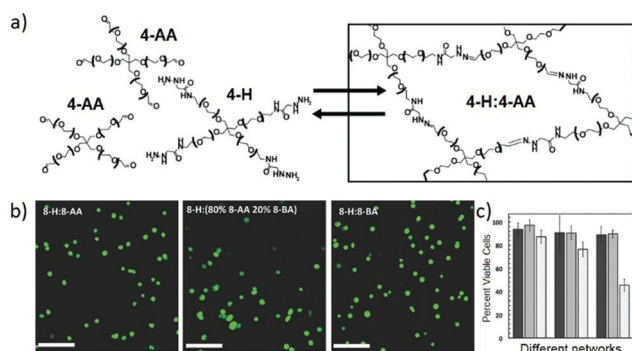 a)
4-AA
4-AA
4-H
4-H:4-AA
b)
8-H:8-AA
8-H:(80% 8-AA 20% 8-BA)
8-H:8-BA
c)
Percent Viable Cells
100
80
60
40
20
0
Different networks